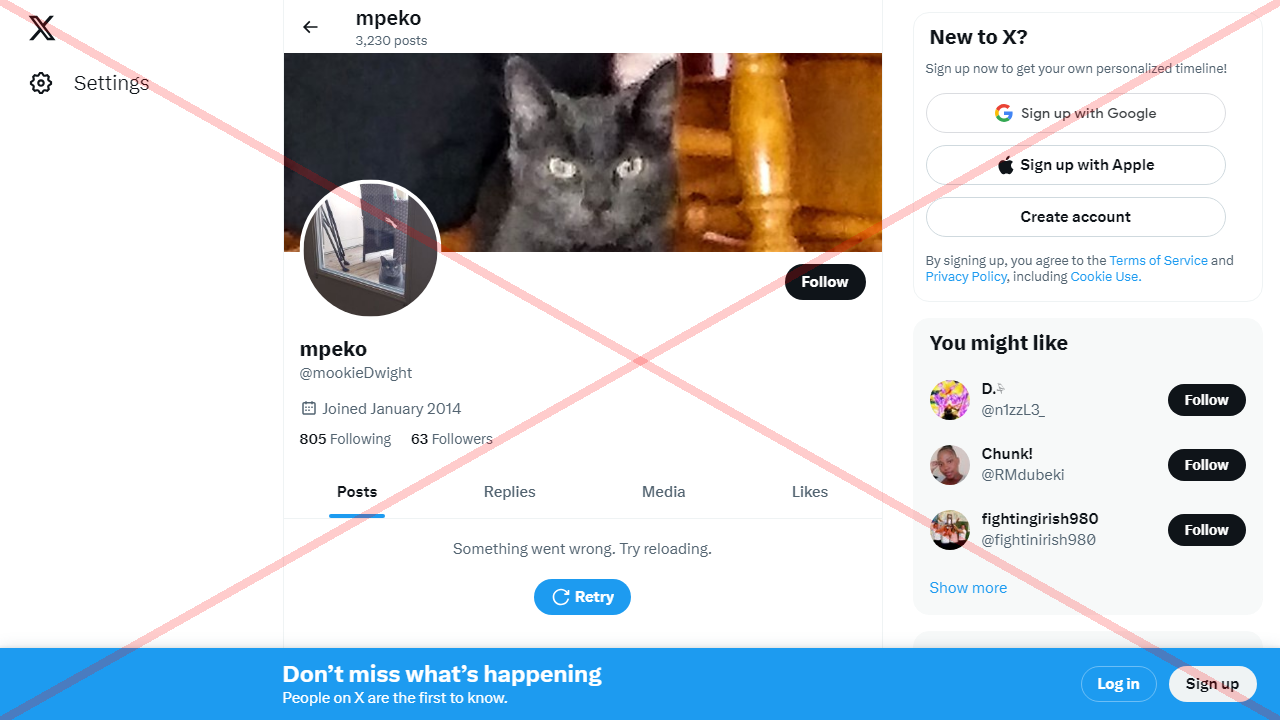 Settings
mpeko
3,230 posts
Follow
mpeko
@mookieDwight
Joined January 2014
805 Following 63 Followers
Posts Replies Media Likes
Something went wrong. Try reloading.
Retry
New to X?
Sign up now to get your own personalized timeline!
Sign up with Google
Sign up with Apple
Create account
By signing up, you agree to the Terms of Service and
Privacy Policy, including Cookie Use.
You might like
D.
@n1zzL3_
Follow
Chunk!
@RMdubeki
Follow
fightingirish980
@fightinirish980
Follow
Show more
Don’t miss what’s happening
People on X are the first to know.
Log in
Sign up